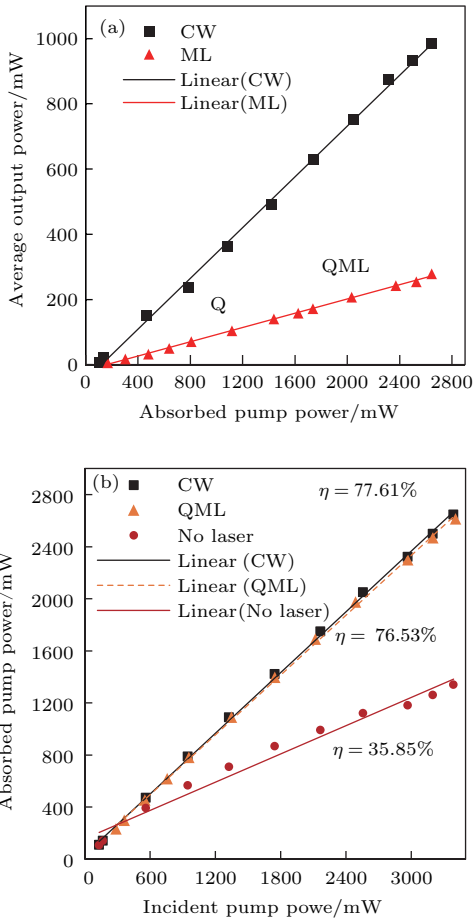 (a)
CW
ML
Linear(CW)
Linear(ML)
1000
800
600
400
200
0
Average output power/mW
Q
QML
0 400 800 1200 1600 2000 2400 2800
Absorbed pump power/mW
(b)
CW
QML
No laser
Linear (CW)
Linear (QML)
Linear(No laser)
η = 77.61%
η = 76.53%
η = 35.85%
2800
2400
2000
1600
1200
800
400
0
Absorbed pump power/mW
0 600 1200 1800 2400 3000
Incident pump powe/mW